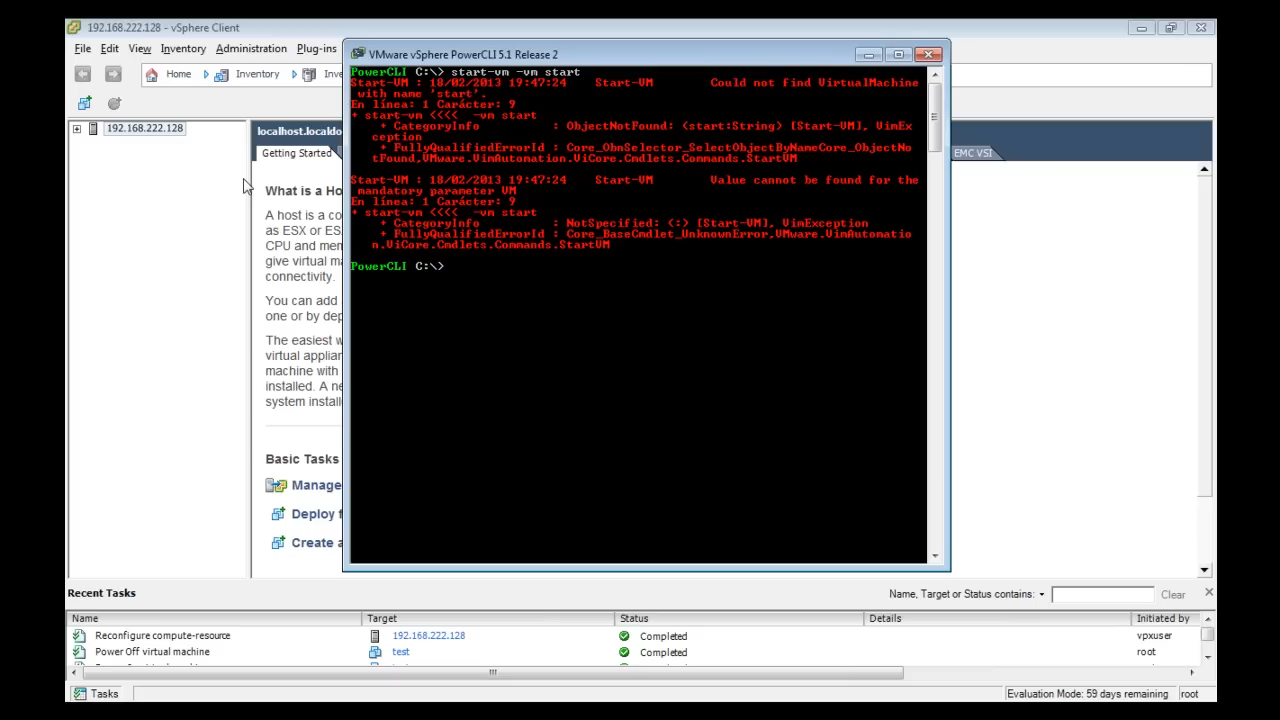 192.168.222.128 - vSphere Client
File Edit View Inventory Administration Plug-ins
Home Inventory Inve
192.168.222.128
localhost.localdo
Getting Started
EMC VSI
What is a Ho
A host is a co
as ESX or ES
CPU and mem
give virtual ma
connectivity.
You can add
one or by dep
The easiest w
virtual applian
machine with
installed. A ne
system install
Basic Tasks
Manage
Deploy f
Create a
VMware vSphere PowerCLI 5.1 Release 2
PowerCLI C:\> start-vm -vm start
Start-VM : 18/02/2013 19:47:24 Start-VM Could not find VirtualMachine
with name 'start'.
En línea: 1 Carácter: 9
+ start-vm <<<< -vm start
+ CategoryInfo : ObjectNotFound: (start:String) [Start-VM], VimEx
ception
+ FullyQualifiedErrorId : Core_ObnSelector_SelectObjectByNameCore_ObjectNo
tFound,VMware.VimAutomation.ViCore.Cmdlets.Commands.StartVM
Start-VM : 18/02/2013 19:47:24 Start-VM Value cannot be found for the
mandatory parameter VM
En línea: 1 Carácter: 9
+ start-vm <<<< -vm start
+ CategoryInfo : NotSpecified: (:) [Start-VM], VimException
+ FullyQualifiedErrorId : Core_BaseCmdlet_UnknownError,VMware.VimAutomatio
n.ViCore.Cmdlets.Commands.StartVM
PowerCLI C:\>
Recent Tasks
Name, Target or Status contains: Clear
Name Target Status Details Initiated by
Reconfigure compute-resource 192.168.222.128 Completed vpxuser
Power Off virtual machine test Completed root
Tasks
Evaluation Mode: 59 days remaining root